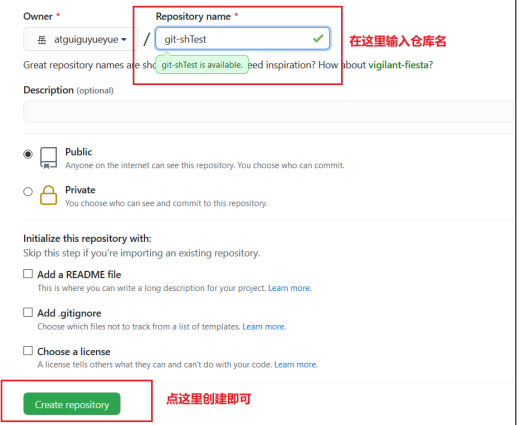 Owner * Repository name *
岳 atguiguyueyue / git-shTest
在这里输入仓库名
git-shTest is available.
Great repository names are sho eed inspiration? How about vigilant-fiesta?
Description (optional)
Public
Anyone on the internet can see this repository. You choose who can commit.
Private
You choose who can see and commit to this repository.
Initialize this repository with:
Skip this step if you're importing an existing repository.
Add a README file
This is where you can write a long description for your project. Learn more.
Add .gitignore
Choose which files not to track from a list of templates. Learn more.
Choose a license
A license tells others what they can and can't do with your code. Learn more.
Create repository
点这里创建即可